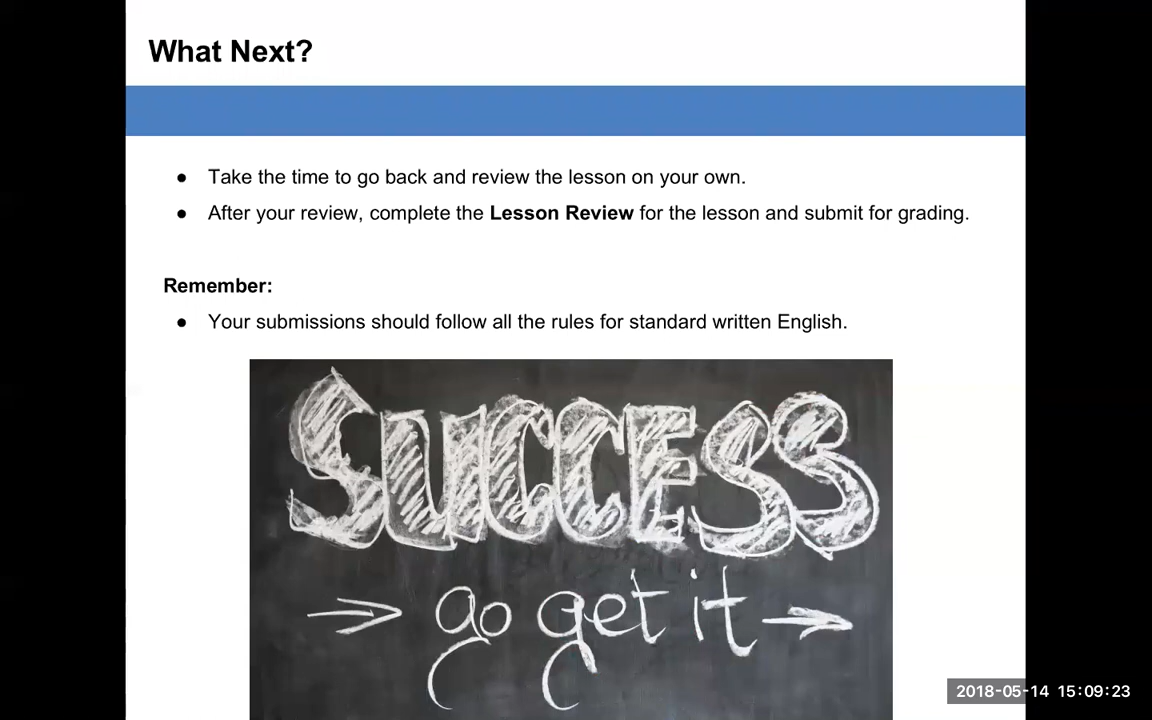 What Next?
● Take the time to go back and review the lesson on your own.
● After your review, complete the Lesson Review for the lesson and submit for grading.
Remember:
● Your submissions should follow all the rules for standard written English.
SUCCESS
go get it
2018-05-14 15:09:23